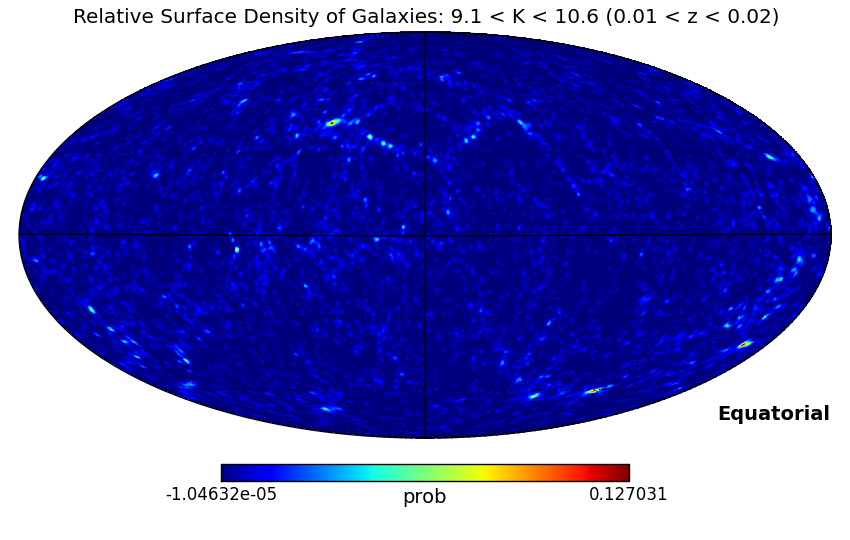 Relative Surface Density of Galaxies: 9.1 < K < 10.6 (0.01 < z < 0.02)
Equatorial
-1.04632e-05 prob 0.127031